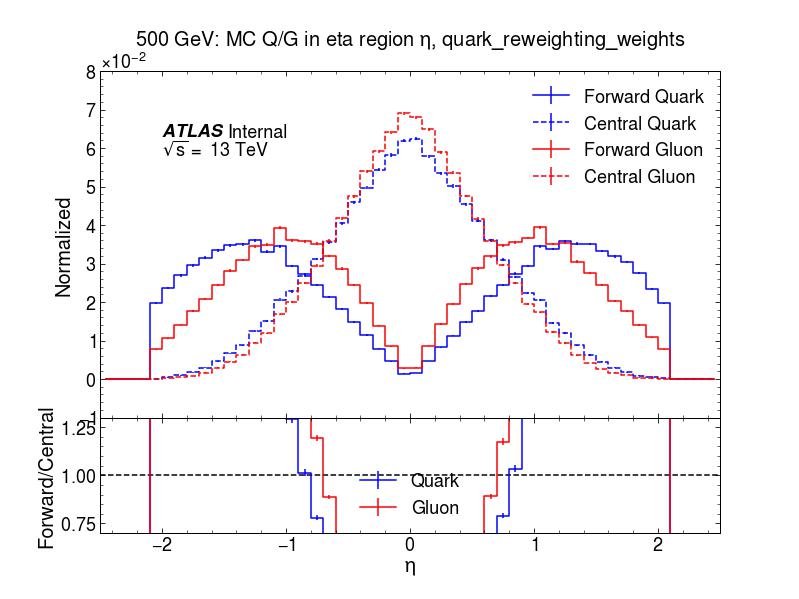 500 GeV: MC Q/G in eta region η, quark_reweighting_weights
×10⁻²
8
7
6
5
4
3
2
1
0
−1
Normalized
ATLAS Internal
√s = 13 TeV
Forward Quark
Central Quark
Forward Gluon
Central Gluon
1.25
1.00
0.75
Forward/Central
Quark
Gluon
−2 −1 0 1 2
η